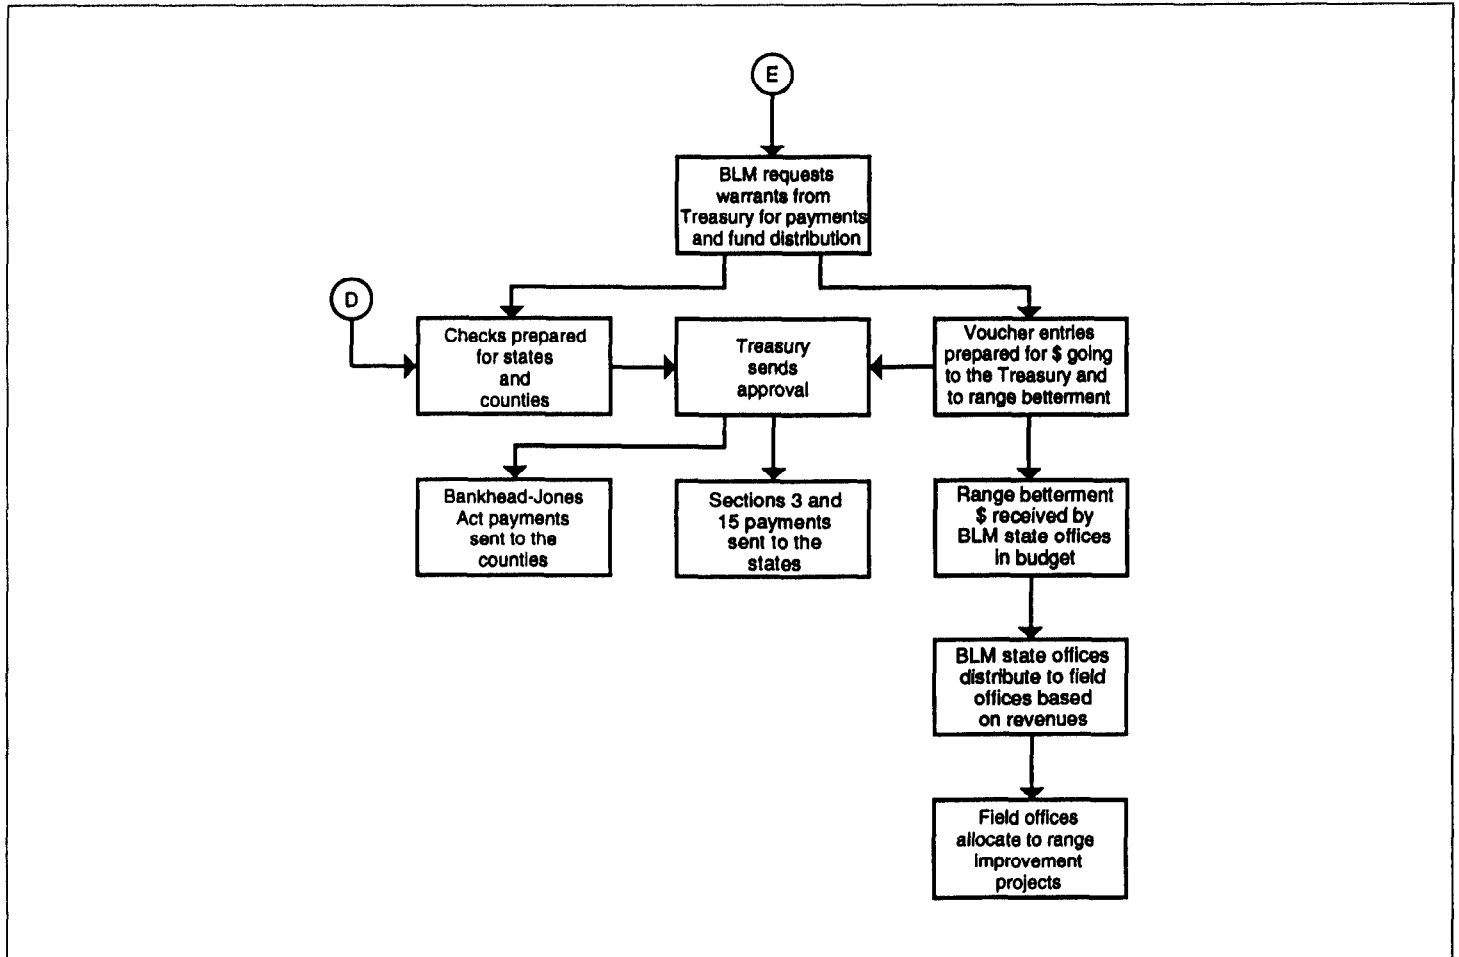 E
BLM requests
warrants from
Treasury for payments
and fund distribution
D
Checks prepared
for states
and
counties
Treasury
sends
approval
Voucher entries
prepared for $ going
to the Treasury and
to range betterment
Bankhead-Jones
Act payments
sent to the
counties
Sections 3 and
15 payments
sent to the
states
Range betterment
$ received by
BLM state offices
in budget
BLM state offices
distribute to field
offices based
on revenues
Field offices
allocate to range
improvement
projects